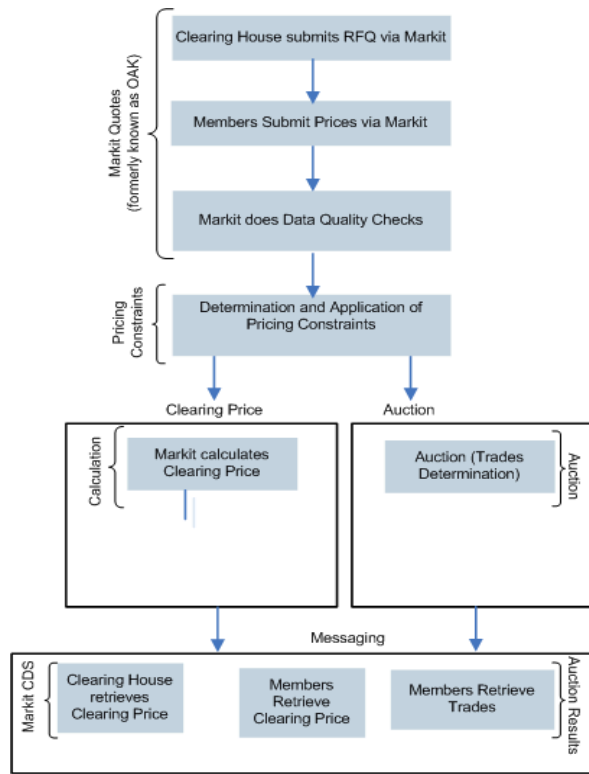 Clearing House submits RFQ via Markit
Markit Quotes
(formerly known as OAK)
Members Submit Prices via Markit
Markit does Data Quality Checks
Pricing
Constraints
Determination and Application of
Pricing Constraints
Clearing Price
Auction
Calculation
Markit calculates
Clearing Price
Auction (Trades
Determination)
Auction
Messaging
Markit CDS
Clearing House
retrieves
Clearing Price
Members
Retrieve
Clearing Price
Members Retrieve
Trades
Auction Results